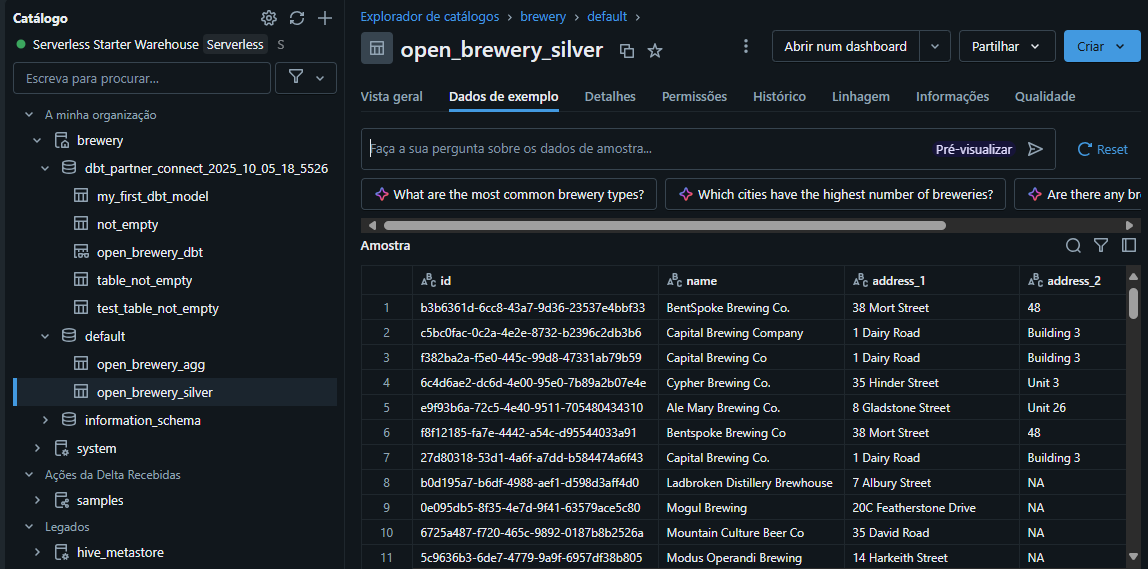 Catálogo
Serverless Starter Warehouse Serverless S
Escreva para procurar...
A minha organização
brewery
dbt_partner_connect_2025_10_05_18_5526
my_first_dbt_model
not_empty
open_brewery_dbt
table_not_empty
test_table_not_empty
default
open_brewery_agg
open_brewery_silver
information_schema
system
Ações da Delta Recebidas
samples
Legados
hive_metastore
Explorador de catálogos > brewery > default >
open_brewery_silver
Abrir num dashboard
Partilhar
Criar
Vista geral Dados de exemplo Detalhes Permissões Histórico Linhagem Informações Qualidade
Faça a sua pergunta sobre os dados de amostra... Pré-visualizar Reset
What are the most common brewery types? Which cities have the highest number of breweries? Are there any br
Amostra
id name address_1 address_2
1 b3b6361d-6cc8-43a7-9d36-23537e4bbf33 BentSpoke Brewing Co. 38 Mort Street 48
2 c5bc0fac-0c2a-4e2e-8732-b2396c2db3b6 Capital Brewing Company 1 Dairy Road Building 3
3 f382ba2a-f5e0-445c-99d8-47331ab79b59 Capital Brewing Co 1 Dairy Road Building 3
4 6c4d6ae2-dc6d-4e00-95e0-7b89a2b07e4e Cypher Brewing Co. 35 Hinder Street Unit 3
5 e9f93b6a-72c5-4e40-9511-705480434310 Ale Mary Brewing Co. 8 Gladstone Street Unit 26
6 f8f12185-fa7e-4442-a54c-d95544033a91 Bentspoke Brewing Co 38 Mort Street 48
7 27d80318-53d1-4a6f-a7dd-b584474a6f43 Capital Brewing Co. 1 Dairy Road Building 3
8 b0d195a7-b6df-4988-aef1-d598d3aff4d0 Ladbroken Distillery Brewhouse 7 Albury Street NA
9 0e095db5-8f35-4e7d-9f41-63579ace5c80 Mogul Brewing 20C Featherstone Drive NA
10 6725a487-f720-465c-9892-0187b8b2526a Mountain Culture Beer Co 35 David Road NA
11 5c9636b3-6de7-4779-9a9f-6957df38b805 Modus Operandi Brewing 14 Harkeith Street NA